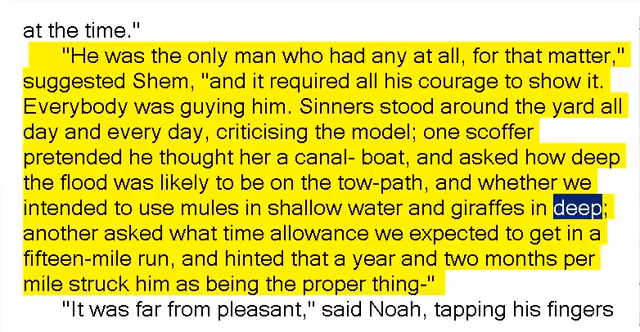 at the time."
"He was the only man who had any at all, for that matter,"
suggested Shem, "and it required all his courage to show it.
Everybody was guying him. Sinners stood around the yard all
day and every day, criticising the model; one scoffer
pretended he thought her a canal- boat, and asked how deep
the flood was likely to be on the tow-path, and whether we
intended to use mules in shallow water and giraffes in deep;
another asked what time allowance we expected to get in a
fifteen-mile run, and hinted that a year and two months per
mile struck him as being the proper thing-"
"It was far from pleasant," said Noah, tapping his fingers